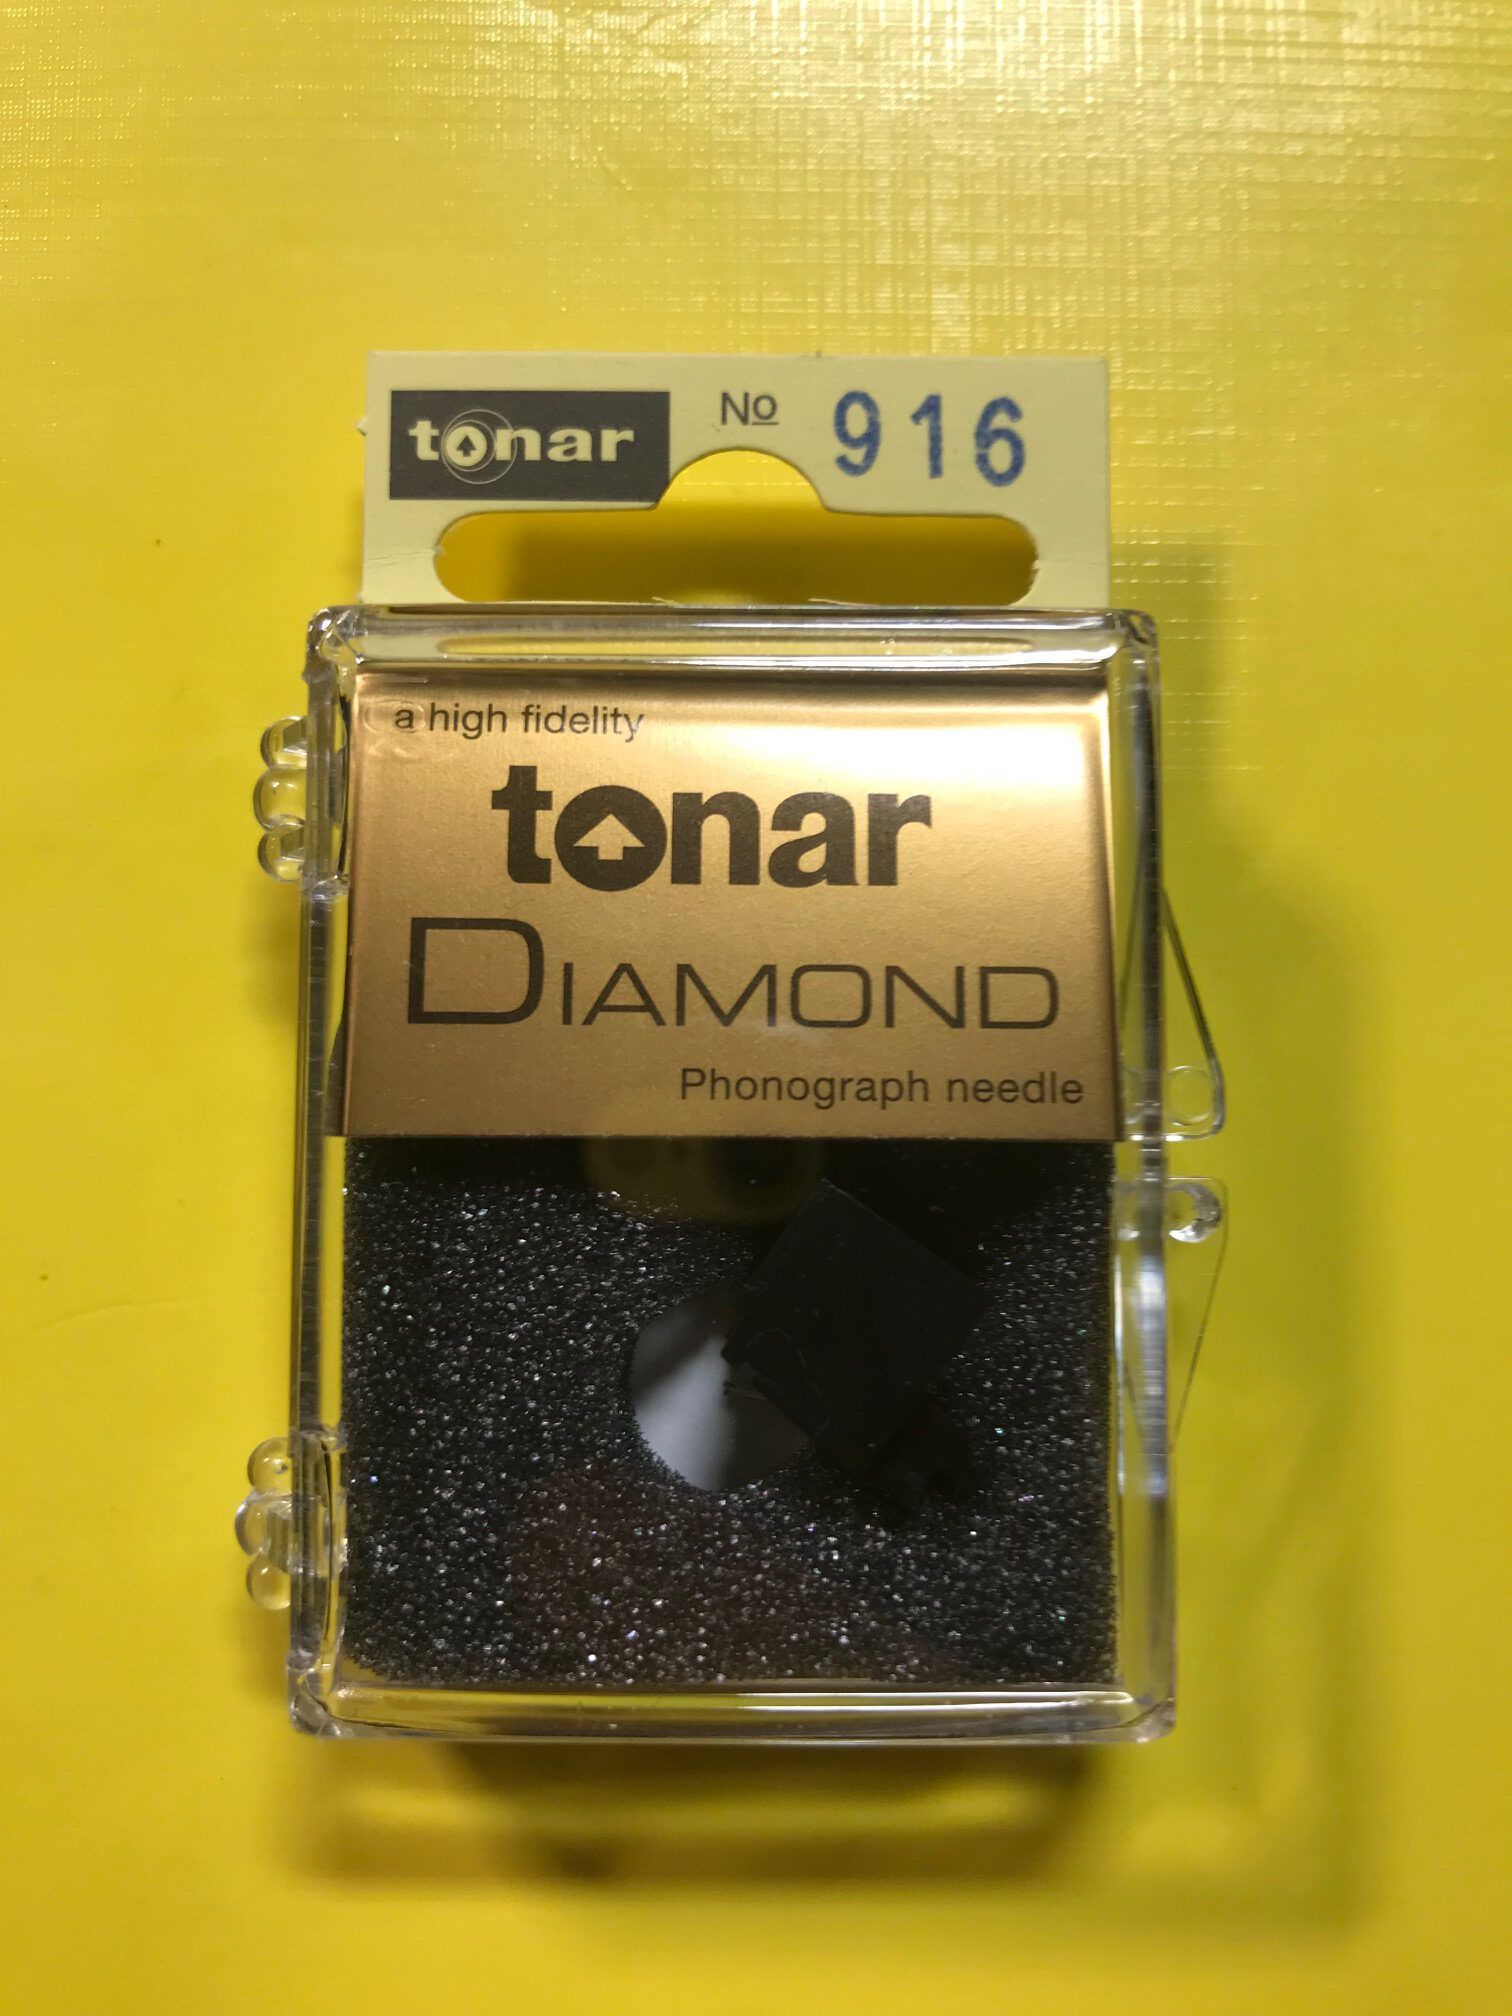 tonar № 916
a high fidelity
tonar
DIAMOND
Phonograph needle